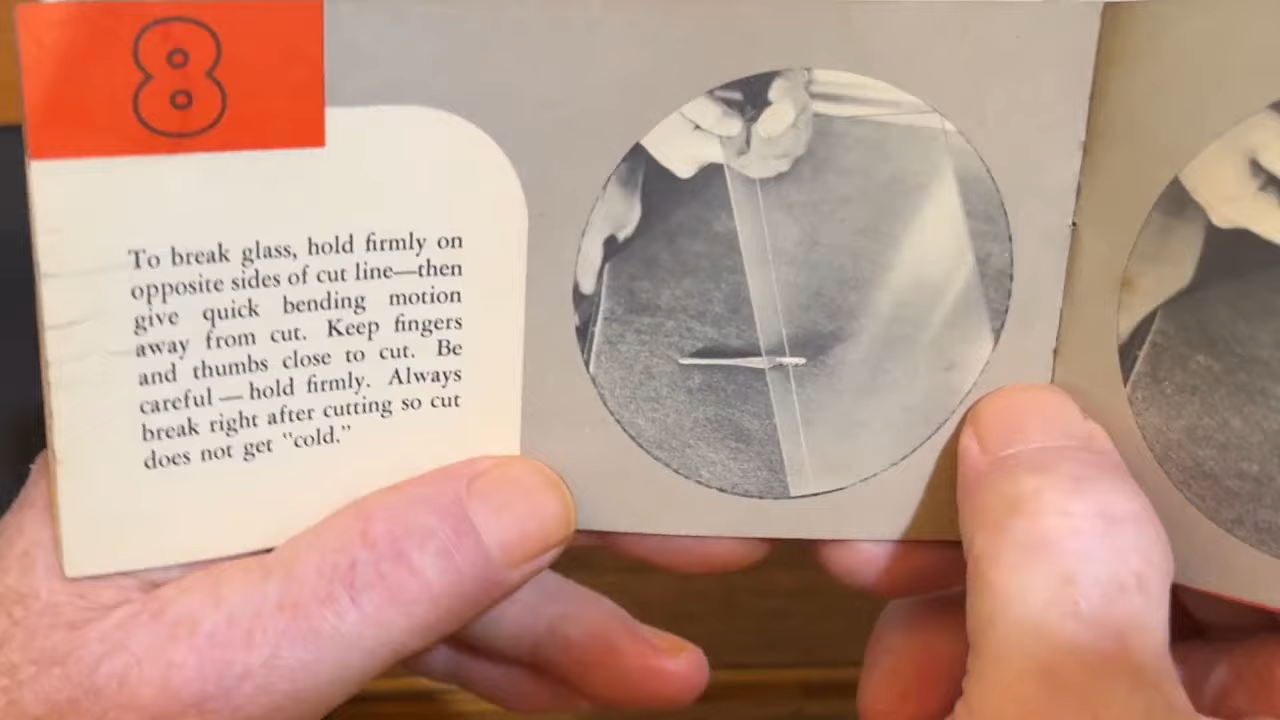 8
To break glass, hold firmly on
opposite sides of cut line—then
give quick bending motion
away from cut. Keep fingers
and thumbs close to cut. Be
careful — hold firmly. Always
break right after cutting so cut
does not get "cold."